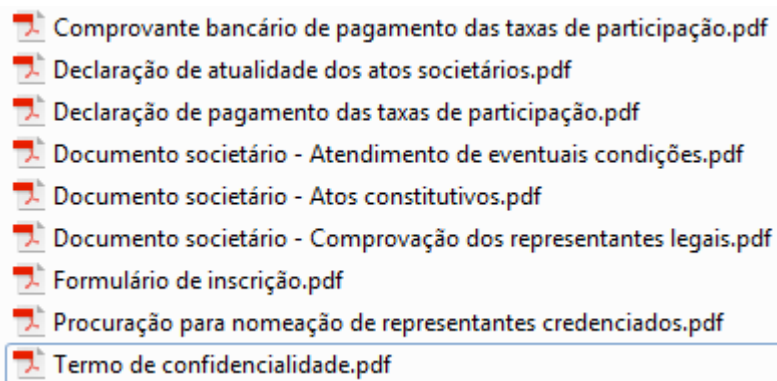 Comprovante bancário de pagamento das taxas de participação.pdf
Declaração de atualidade dos atos societários.pdf
Declaração de pagamento das taxas de participação.pdf
Documento societário - Atendimento de eventuais condições.pdf
Documento societário - Atos constitutivos.pdf
Documento societário - Comprovação dos representantes legais.pdf
Formulário de inscrição.pdf
Procuração para nomeação de representantes credenciados.pdf
Termo de confidencialidade.pdf